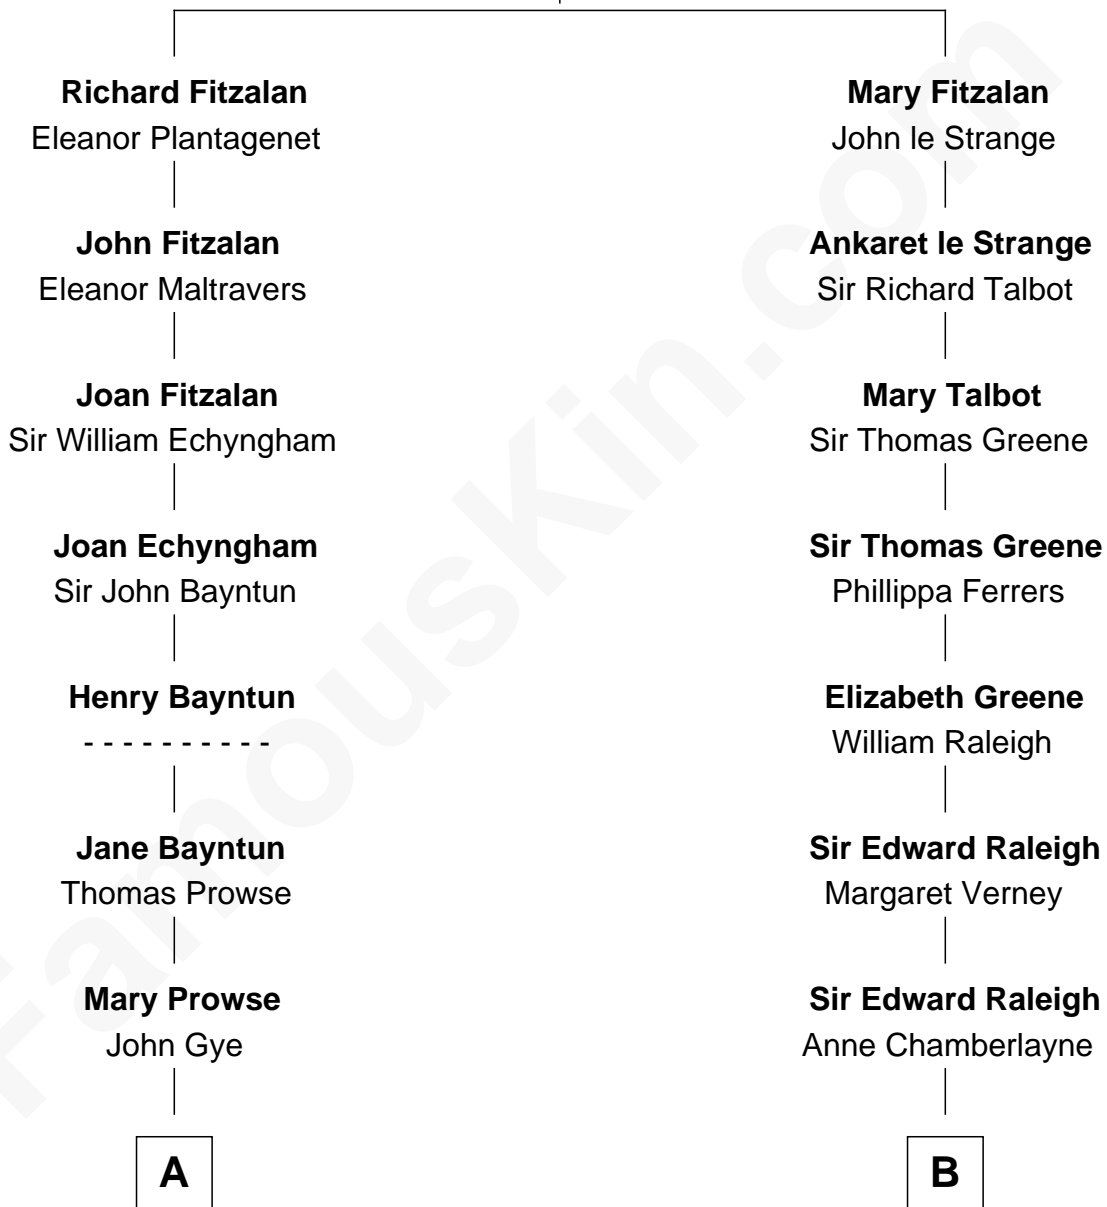 Richard Fitzalan
Eleanor Plantagenet
John Fitzalan
Eleanor Maltravers
Joan Fitzalan
Sir William Echyngham
Joan Echyngham
Sir John Bayntun
Henry Bayntun
- - - - - - - - - -
Jane Bayntun
Thomas Prowse
Mary Prowse
John Gye
A
Mary Fitzalan
John le Strange
Ankaret le Strange
Sir Richard Talbot
Mary Talbot
Sir Thomas Greene
Sir Thomas Greene
Phillippa Ferrers
Elizabeth Greene
William Raleigh
Sir Edward Raleigh
Margaret Verney
Sir Edward Raleigh
Anne Chamberlayne
B
FamousKin.com